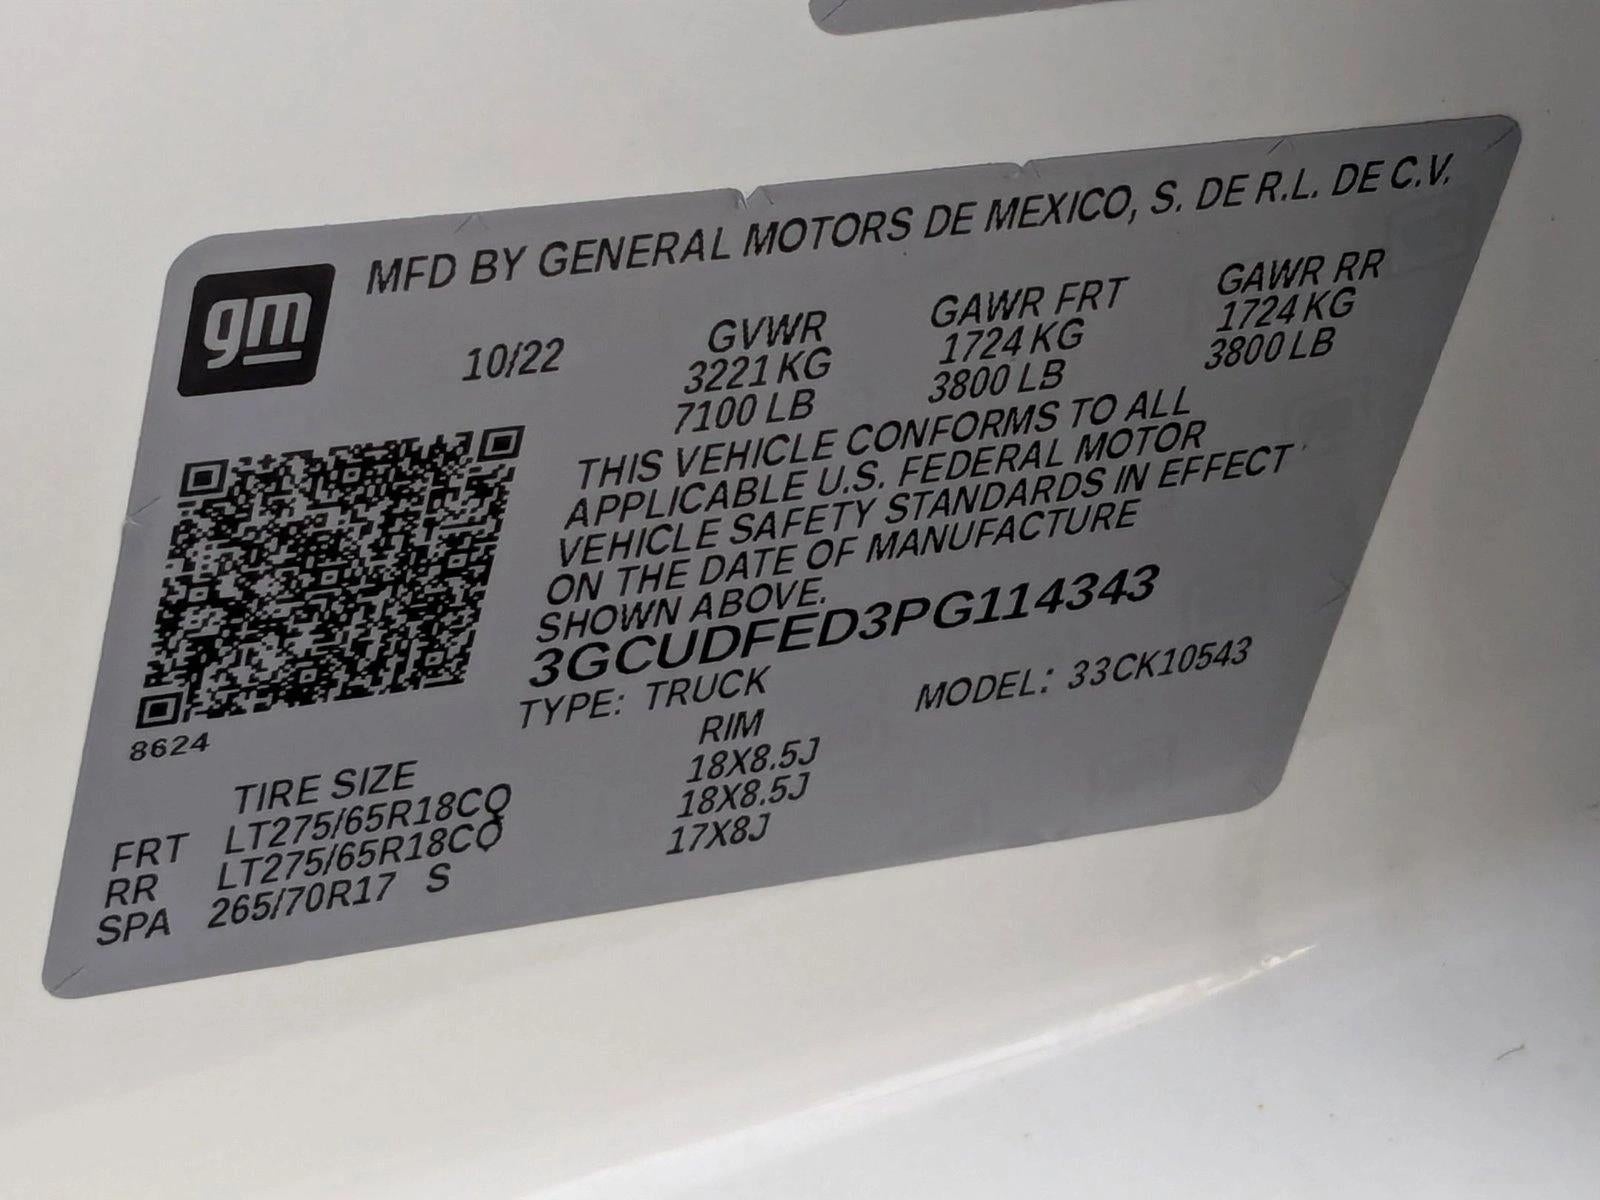 gm
MFD BY GENERAL MOTORS DE MEXICO, S. DE R.L. DE C.V.
10/22 GVWR GAWR FRT GAWR RR
3221 KG 1724 KG 1724 KG
7100 LB 3800 LB 3800 LB
THIS VEHICLE CONFORMS TO ALL
APPLICABLE U.S. FEDERAL MOTOR
VEHICLE SAFETY STANDARDS IN EFFECT
ON THE DATE OF MANUFACTURE
SHOWN ABOVE.
3GCUDFED3PG114343
TYPE: TRUCK MODEL: 33CK10543
8624
TIRE SIZE RIM
FRT LT275/65R18CQ 18X8.5J
RR LT275/65R18CQ 18X8.5J
SPA 265/70R17 S 17X8J